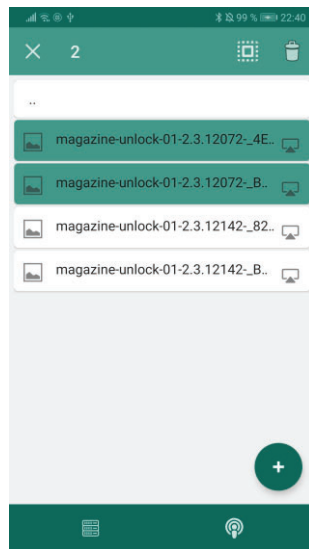 99 % 22:40
2
..
magazine-unlock-01-2.3.12072-_4E..
magazine-unlock-01-2.3.12072-_B..
magazine-unlock-01-2.3.12142-_82..
magazine-unlock-01-2.3.12142-_B..
+